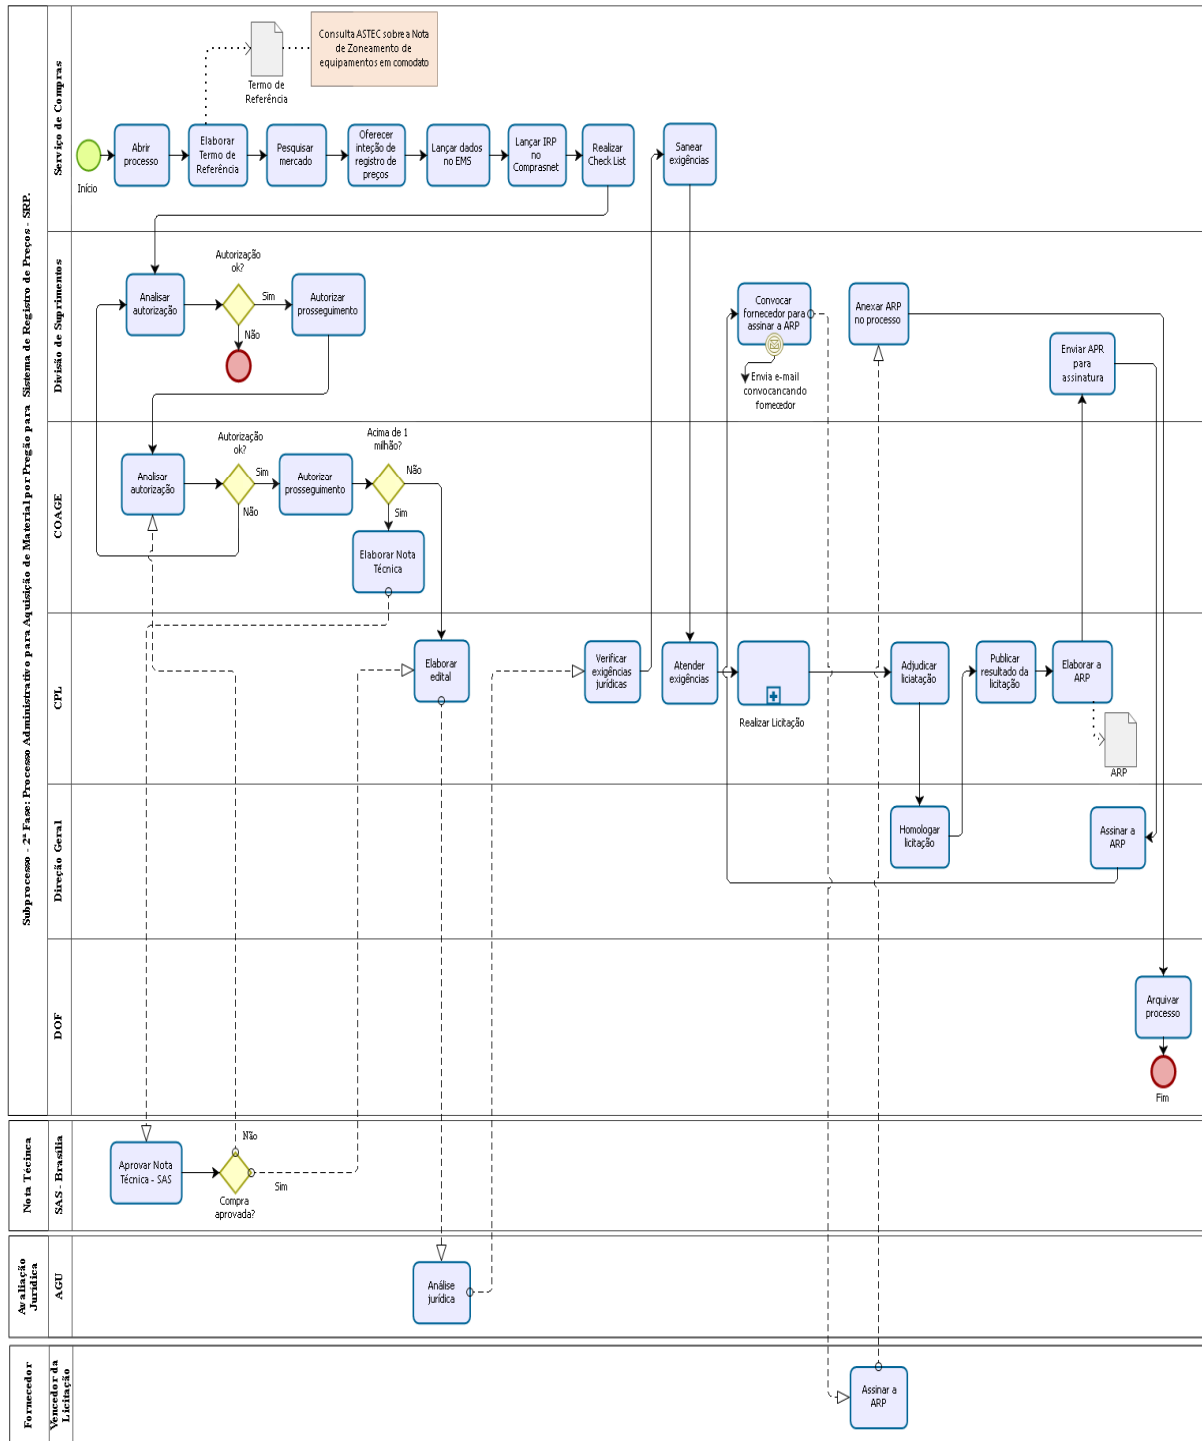 Subprocesso - 2ª Fase: Processo Administrativo para Aquisição de Material por Pregão para Sistema de Registro de Preços - SRP.
Serviço de Compras
Consulta ASTEC sobre a Nota
de Zoneamento de
equipamentos em comodato
Termo de
Referência
Início
Abrir
processo
Elaborar
Termo de
Referência
Pesquisar
mercado
Oferecer
inteção de
registro de
preços
Lançar dados
no EMS
Lançar IRP
no
Comprasnet
Realizar
Check List
Sanear
exigências
Divisão de Suprimentos
Analisar
autorização
Autorização
ok?
Sim
Não
Autorizar
prosseguimento
Convocar
fornecedor para
assinar a ARP
Envia e-mail
convocancando
fornecedor
Anexar ARP
no processo
Enviar APR
para
assinatura
COAGE
Analisar
autorização
Autorização
ok?
Sim
Não
Autorizar
prosseguimento
Acima de 1
milhão?
Não
Sim
Elaborar Nota
Técnica
CPL
Elaborar
edital
Verificar
exigências
jurídicas
Atender
exigências
Realizar Licitação
Adjudicar
liciatação
Publicar
resultado da
licitação
Elaborar a
ARP
ARP
Direção Geral
Homologar
licitação
Assinar a
ARP
DOF
Arquivar
processo
Fim
Nota Técinca
SAS - Brasília
Aprovar Nota
Técnica - SAS
Não
Sim
Compra
aprovada?
Avaliação
Jurídica
AGU
Análise
jurídica
Fornecedor
Vencedor da
Licitação
Assinar a
ARP